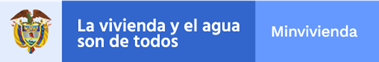 La vivienda y el agua
son de todos
Minvivienda